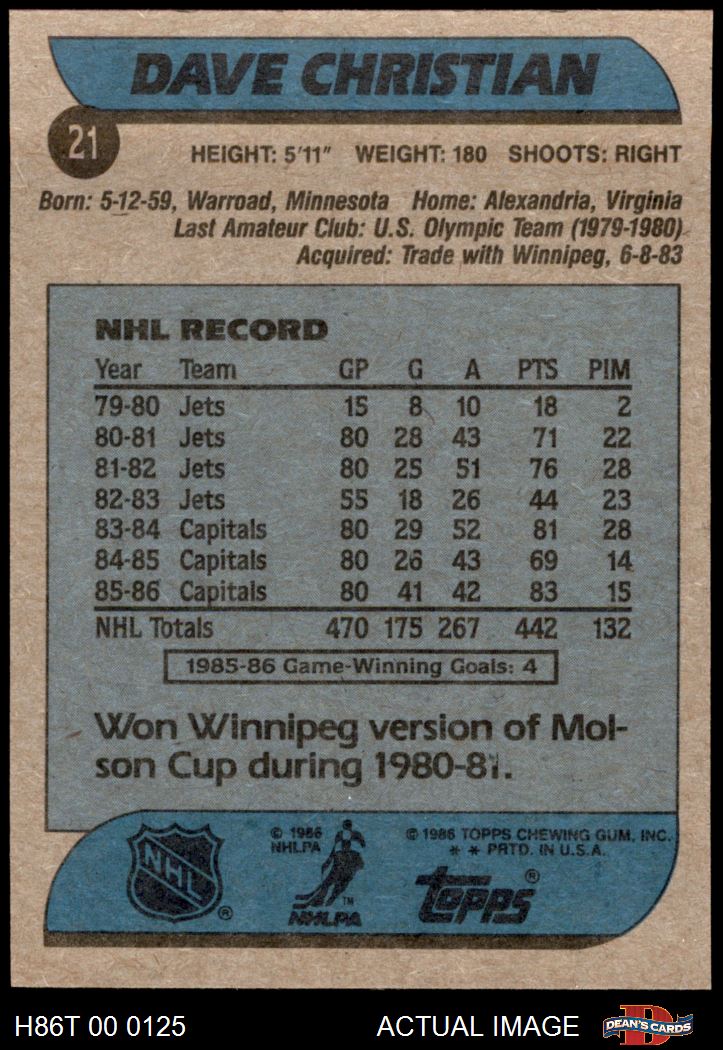 DAVE CHRISTIAN
21
HEIGHT: 5'11" WEIGHT: 180 SHOOTS: RIGHT
Born: 5-12-59, Warroad, Minnesota Home: Alexandria, Virginia
Last Amateur Club: U.S. Olympic Team (1979-1980)
Acquired: Trade with Winnipeg, 6-8-83
NHL RECORD
Year Team GP G A PTS PIM
79-80 Jets 15 8 10 18 2
80-81 Jets 80 28 43 71 22
81-82 Jets 80 25 51 76 28
82-83 Jets 55 18 26 44 23
83-84 Capitals 80 29 52 81 28
84-85 Capitals 80 26 43 69 14
85-86 Capitals 80 41 42 83 15
NHL Totals 470 175 267 442 132
1985-86 Game-Winning Goals: 4
Won Winnipeg version of Mol-
son Cup during 1980-81.
© 1986 © 1986 TOPPS CHEWING GUM, INC.
NHLPA * * PRTD. IN U.S.A.
NHL ® NHLPA TM topps ®
H86T 00 0125 ACTUAL IMAGE D DEAN'S CARDS